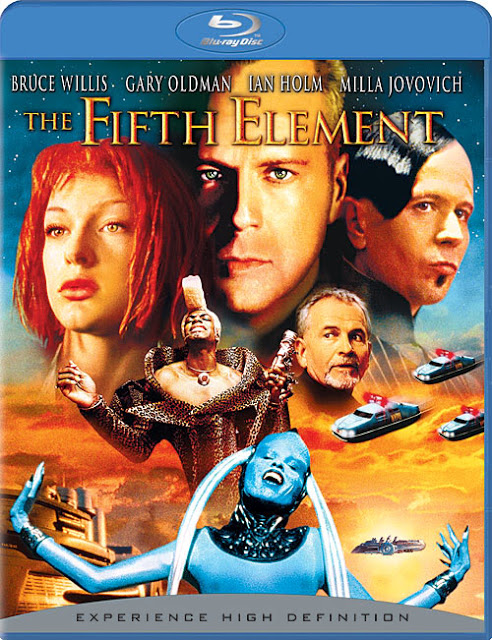 Blu-ray Disc
BRUCE WILLIS GARY OLDMAN IAN HOLM MILLA JOVOVICH
THE FIFTH ELEMENT
EXPERIENCE HIGH DEFINITION